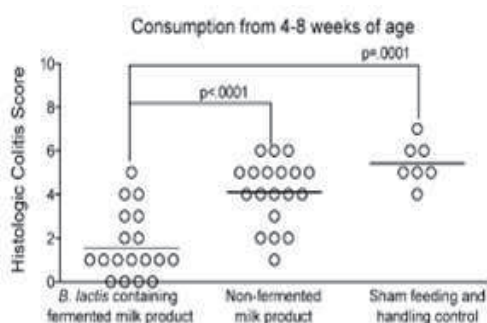 Consumption from 4-8 weeks of age
p=.0001
p<.0001
Histologic Colitis Score
10
8
6
4
2
0
B. lactis containing
fermented milk product
Non-fermented
milk product
Sham feeding and
handling control